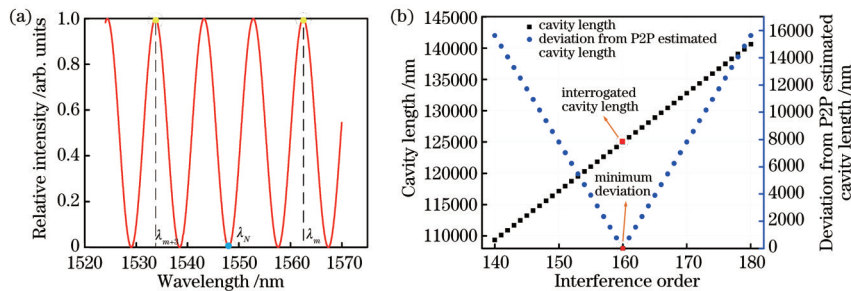 (a)
Relative intensity /arb. units
1.0
0.8
0.6
0.4
0.2
0
λm+3
λN
λm
1520
1530
1540
1550
1560
1570
Wavelength /nm
(b)
Cavity length /nm
145000
140000
135000
130000
125000
120000
115000
110000
cavity length
deviation from P2P estimated
cavity length
interrogated
cavity length
minimum
deviation
140
150
160
170
180
Interference order
16000
14000
12000
10000
8000
6000
4000
2000
0
Deviation from P2P estimated
cavity length /nm